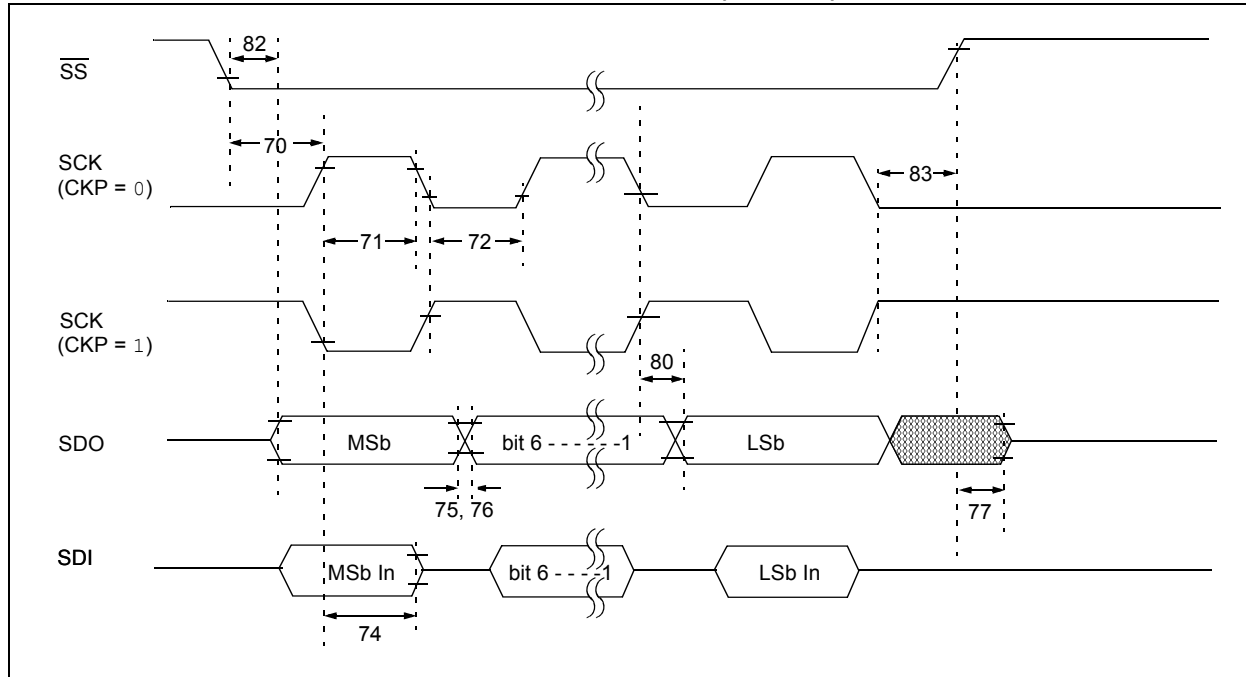 82
SS
70
SCK
(CKP = 0)
83
71
72
SCK
(CKP = 1)
80
SDO
MSb
bit 6 - - - - - -1
LSb
75, 76
77
SDI
MSb In
bit 6 - - - -1
LSb In
74